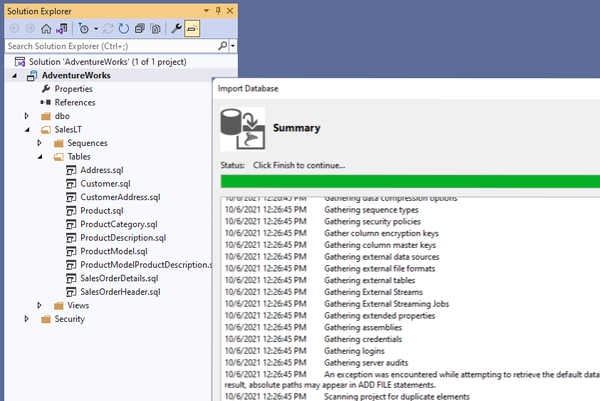 Solution Explorer
Search Solution Explorer (Ctrl+;)
Solution 'AdventureWorks' (1 of 1 project)
AdventureWorks
Properties
References
dbo
SalesLT
Sequences
Tables
Address.sql
Customer.sql
CustomerAddress.sql
Product.sql
ProductCategory.sql
ProductDescription.sql
ProductModel.sql
ProductModelProductDescription.s
SalesOrderDetails.sql
SalesOrderHeader.sql
Views
Security
Import Database
Summary
Status: Click Finish to continue...
10/6/2021 12:26:45 PM Gathering data compression options
10/6/2021 12:26:45 PM Gathering sequence types
10/6/2021 12:26:45 PM Gathering security policies
10/6/2021 12:26:45 PM Gather column encryption keys
10/6/2021 12:26:45 PM Gathering column master keys
10/6/2021 12:26:45 PM Gathering external data sources
10/6/2021 12:26:45 PM Gathering external file formats
10/6/2021 12:26:45 PM Gathering external tables
10/6/2021 12:26:45 PM Gathering External Streams
10/6/2021 12:26:45 PM Gathering External Streaming Jobs
10/6/2021 12:26:45 PM Gathering extended properties
10/6/2021 12:26:45 PM Gathering assemblies
10/6/2021 12:26:45 PM Gathering credentials
10/6/2021 12:26:45 PM Gathering logins
10/6/2021 12:26:45 PM Gathering server audits
10/6/2021 12:26:45 PM An exception was encountered while attempting to retrieve the default data
result, absolute paths may appear in ADD FILE statements.
10/6/2021 12:26:45 PM Scanning project for duplicate elements